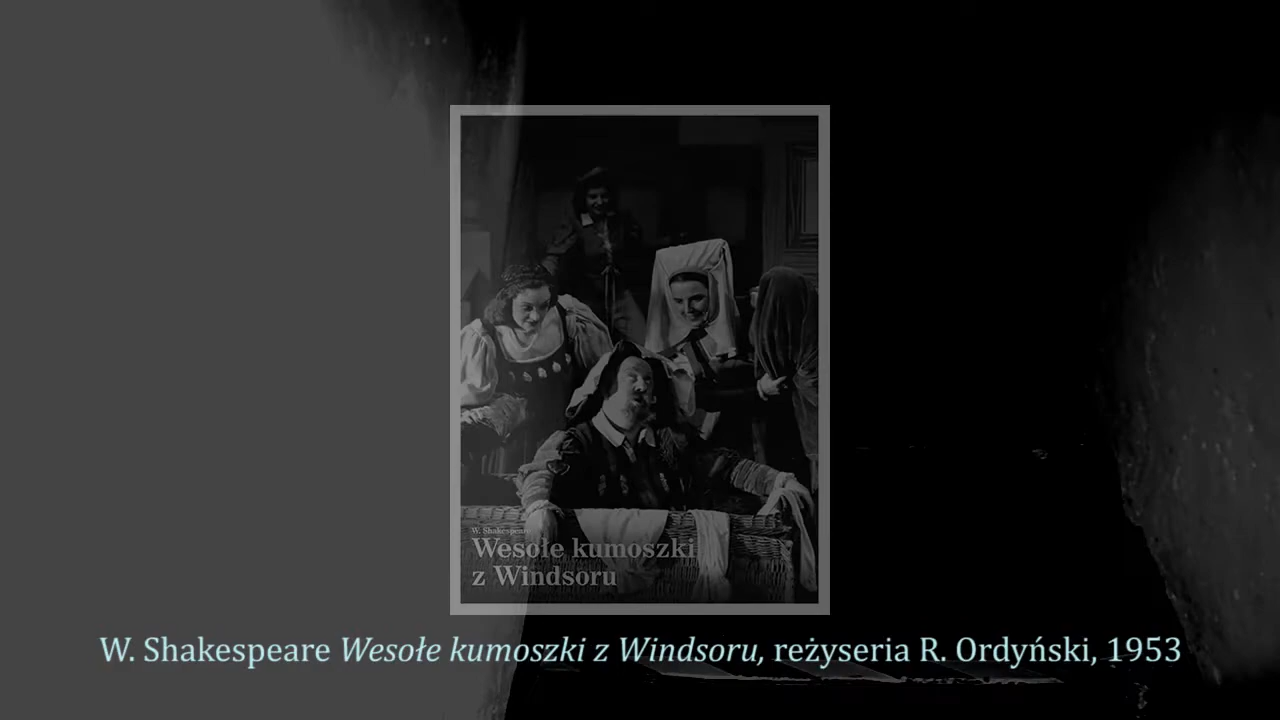 W. Shakespeare
Wesołe kumoszki
z Windsoru
W. Shakespeare Wesołe kumoszki z Windsoru, reżyseria R. Ordyński, 1953